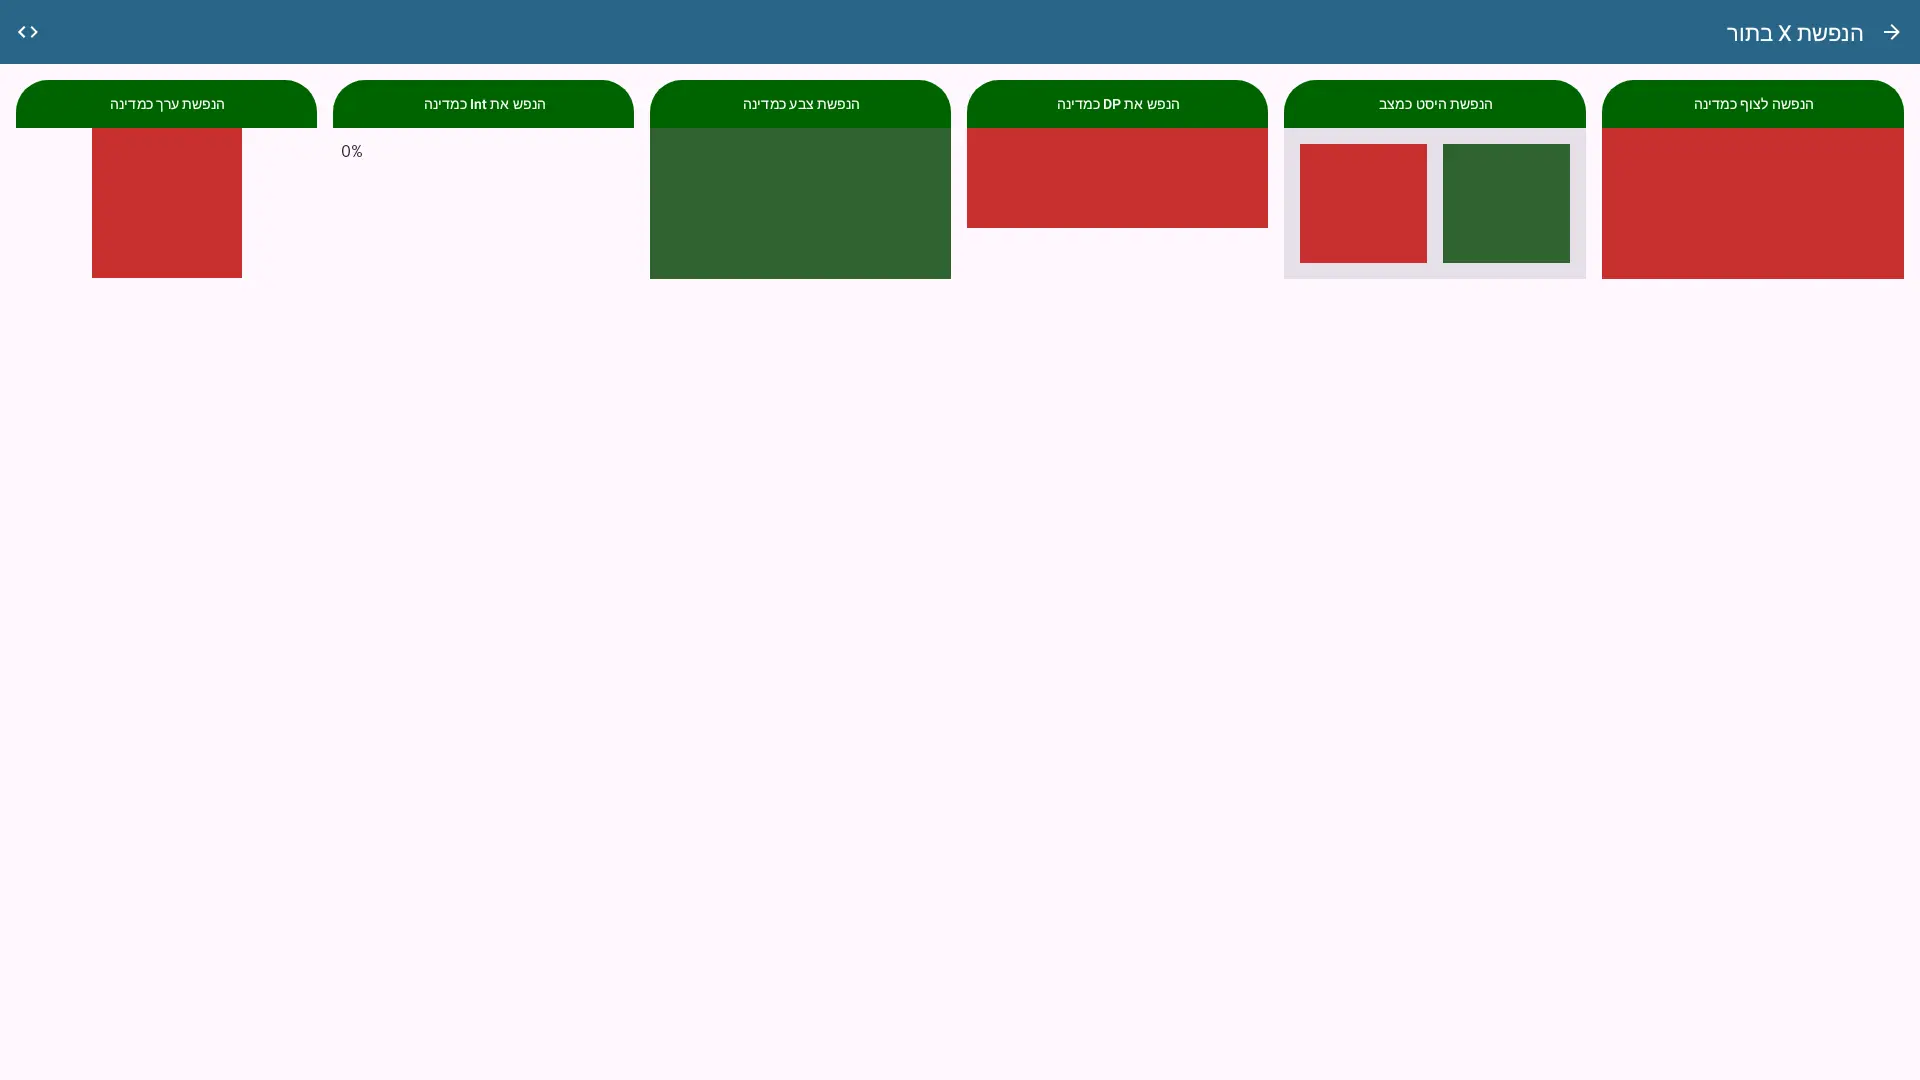 הנפשת X בתור
הנפשה לצוף כמדינה
הנפשת היסט כמצב
הנפש את DP כמדינה
הנפשת צבע כמדינה
הנפש את Int כמדינה
הנפשת ערך כמדינה
0%